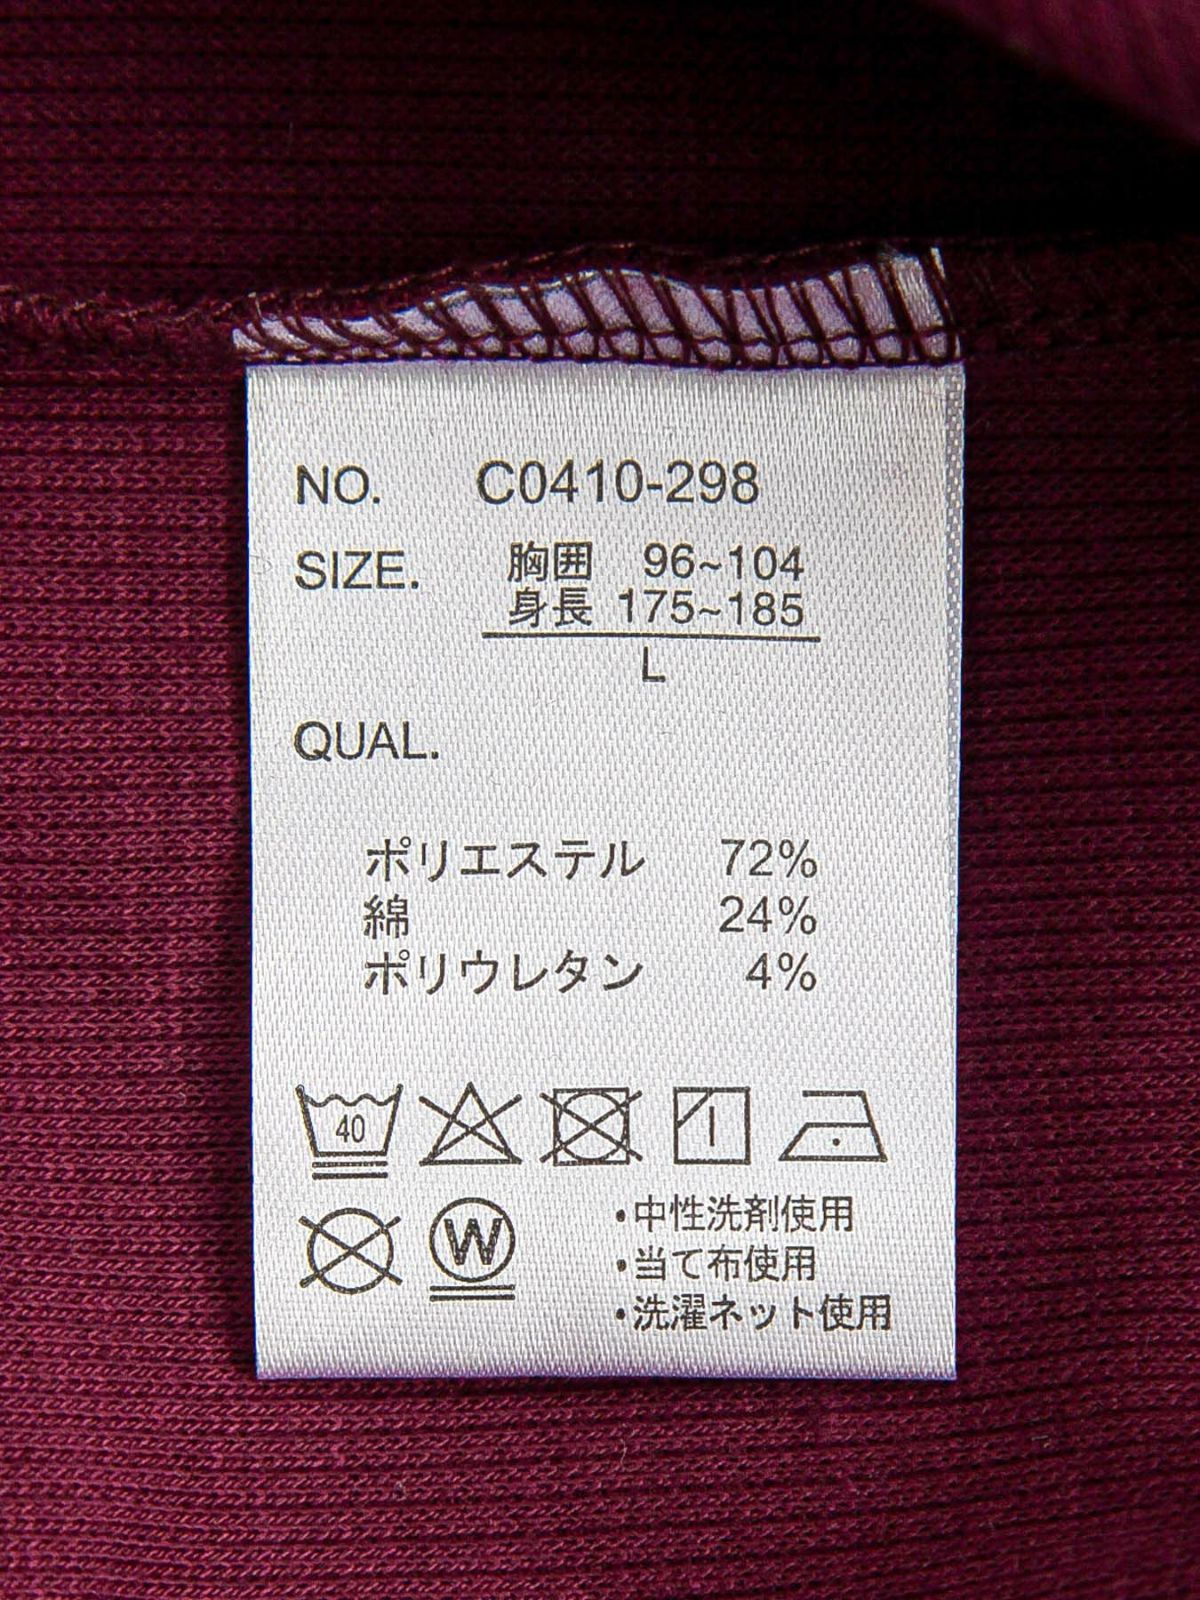 NO. C0410-298
SIZE. 胸囲 96~104
身長 175~185
L
QUAL.
ポリエステル 72%
綿 24%
ポリウレタン 4%
40
W
・中性洗剤使用
・当て布使用
・洗濯ネット使用